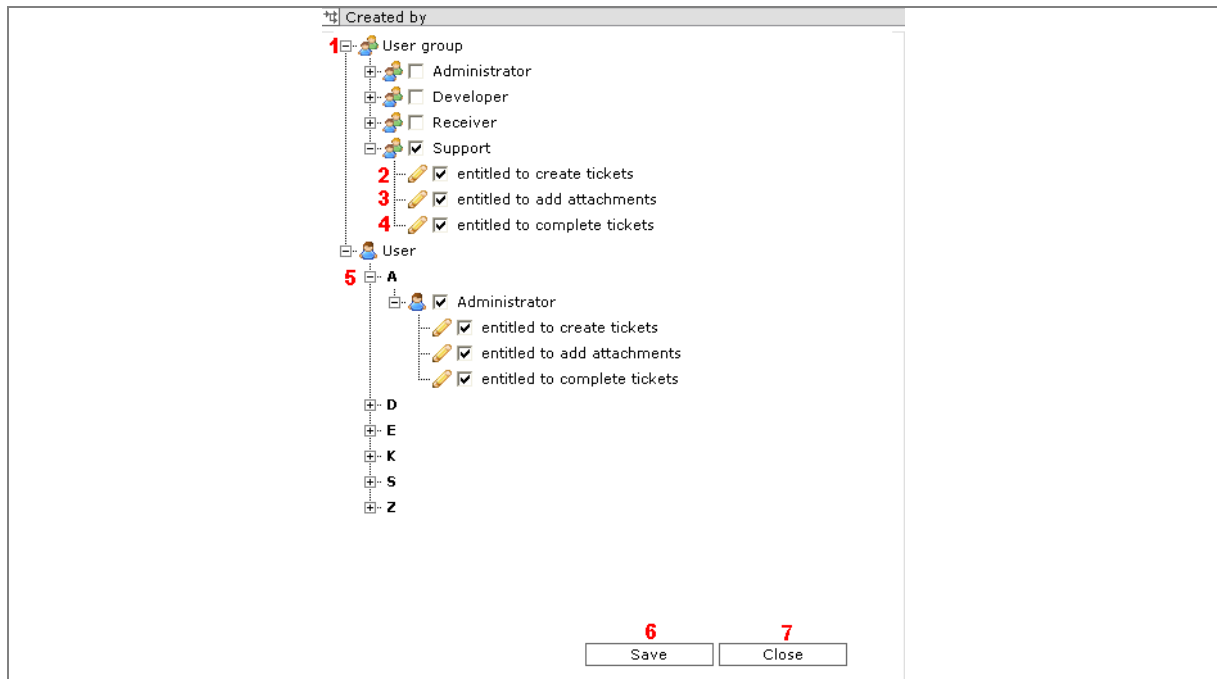 Created by
1 User group
Administrator
Developer
Receiver
Support
2 entitled to create tickets
3 entitled to add attachments
4 entitled to complete tickets
User
5 A
Administrator
entitled to create tickets
entitled to add attachments
entitled to complete tickets
D
E
K
S
Z
6 7
Save Close